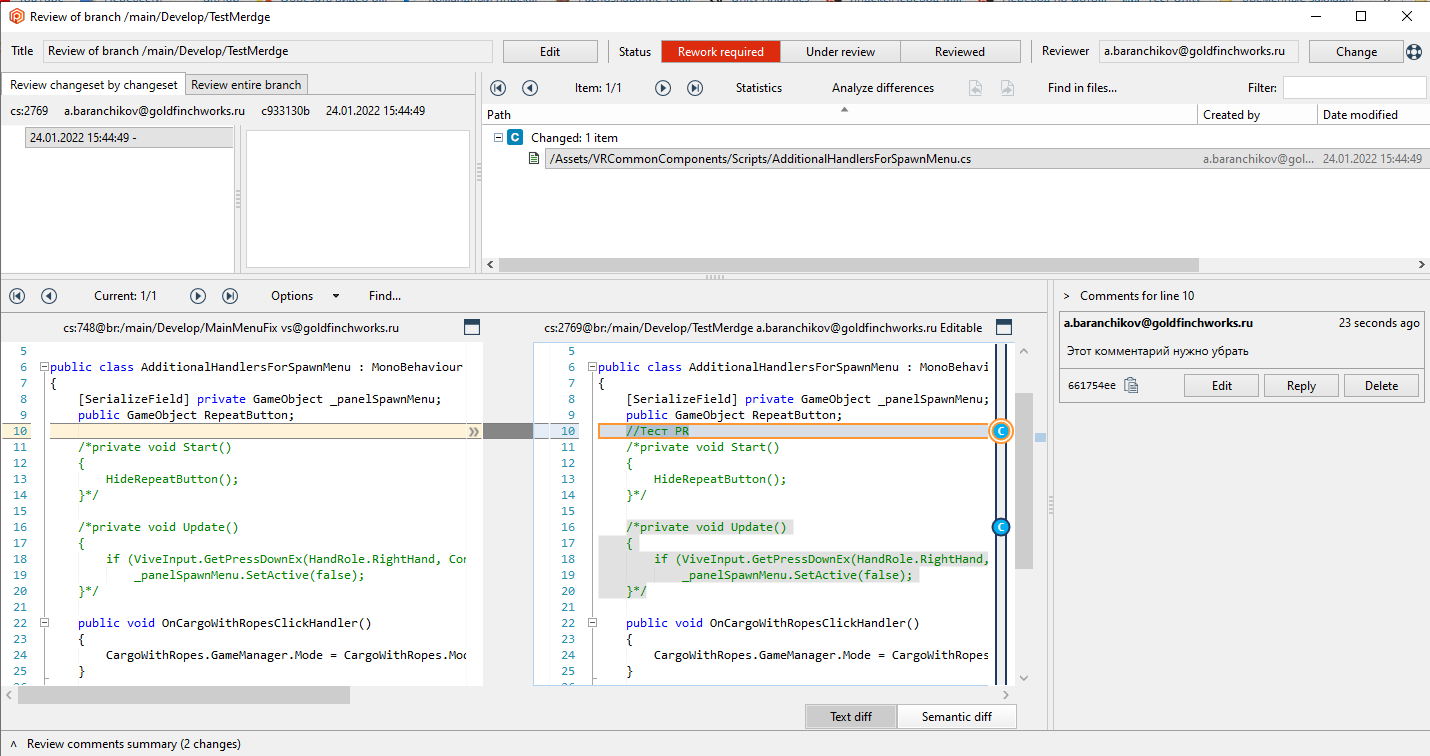 Review of branch /main/Develop/TestMerdge
Title Review of branch /main/Develop/TestMerdge Edit Status Rework required Under review Reviewed Reviewer a.baranchikov@goldfinchworks.ru Change
Review changeset by changeset Review entire branch
cs:2769 a.baranchikov@goldfinchworks.ru c933130b 24.01.2022 15:44:49
24.01.2022 15:44:49 -
Item: 1/1 Statistics Analyze differences Find in files... Filter:
Path Created by Date modified
C Changed: 1 item
/Assets/VRCommonComponents/Scripts/AdditionalHandlersForSpawnMenu.cs a.baranchikov@gol... 24.01.2022 15:44:49
Current: 1/1 Options Find...
cs:748@br:/main/Develop/MainMenuFix vs@goldfinchworks.ru
5
6 public class AdditionalHandlersForSpawnMenu : MonoBehaviour
7 {
8 [SerializeField] private GameObject _panelSpawnMenu;
9 public GameObject RepeatButton;
10
11 /*private void Start()
12 {
13 HideRepeatButton();
14 }*/
15
16 /*private void Update()
17 {
18 if (ViveInput.GetPressDownEx(HandRole.RightHand, Con
19 _panelSpawnMenu.SetActive(false);
20 }*/
21
22 public void OnCargoWithRopesClickHandler()
23 {
24 CargoWithRopes.GameManager.Mode = CargoWithRopes.Mod
25 }
cs:2769@br:/main/Develop/TestMerdge a.baranchikov@goldfinchworks.ru Editable
5
6 public class AdditionalHandlersForSpawnMenu : MonoBehavi
7 {
8 [SerializeField] private GameObject _panelSpawnMenu;
9 public GameObject RepeatButton;
10 //Тест PR C
11 /*private void Start()
12 {
13 HideRepeatButton();
14 }*/
15
16 /*private void Update() C
17 {
18 if (ViveInput.GetPressDownEx(HandRole.RightHand,
19 _panelSpawnMenu.SetActive(false);
20 }*/
21
22 public void OnCargoWithRopesClickHandler()
23 {
24 CargoWithRopes.GameManager.Mode = CargoWithRopes
25 }
Text diff Semantic diff
> Comments for line 10
a.baranchikov@goldfinchworks.ru 23 seconds ago
Этот комментарий нужно убрать
661754ee Edit Reply Delete
Review comments summary (2 changes)